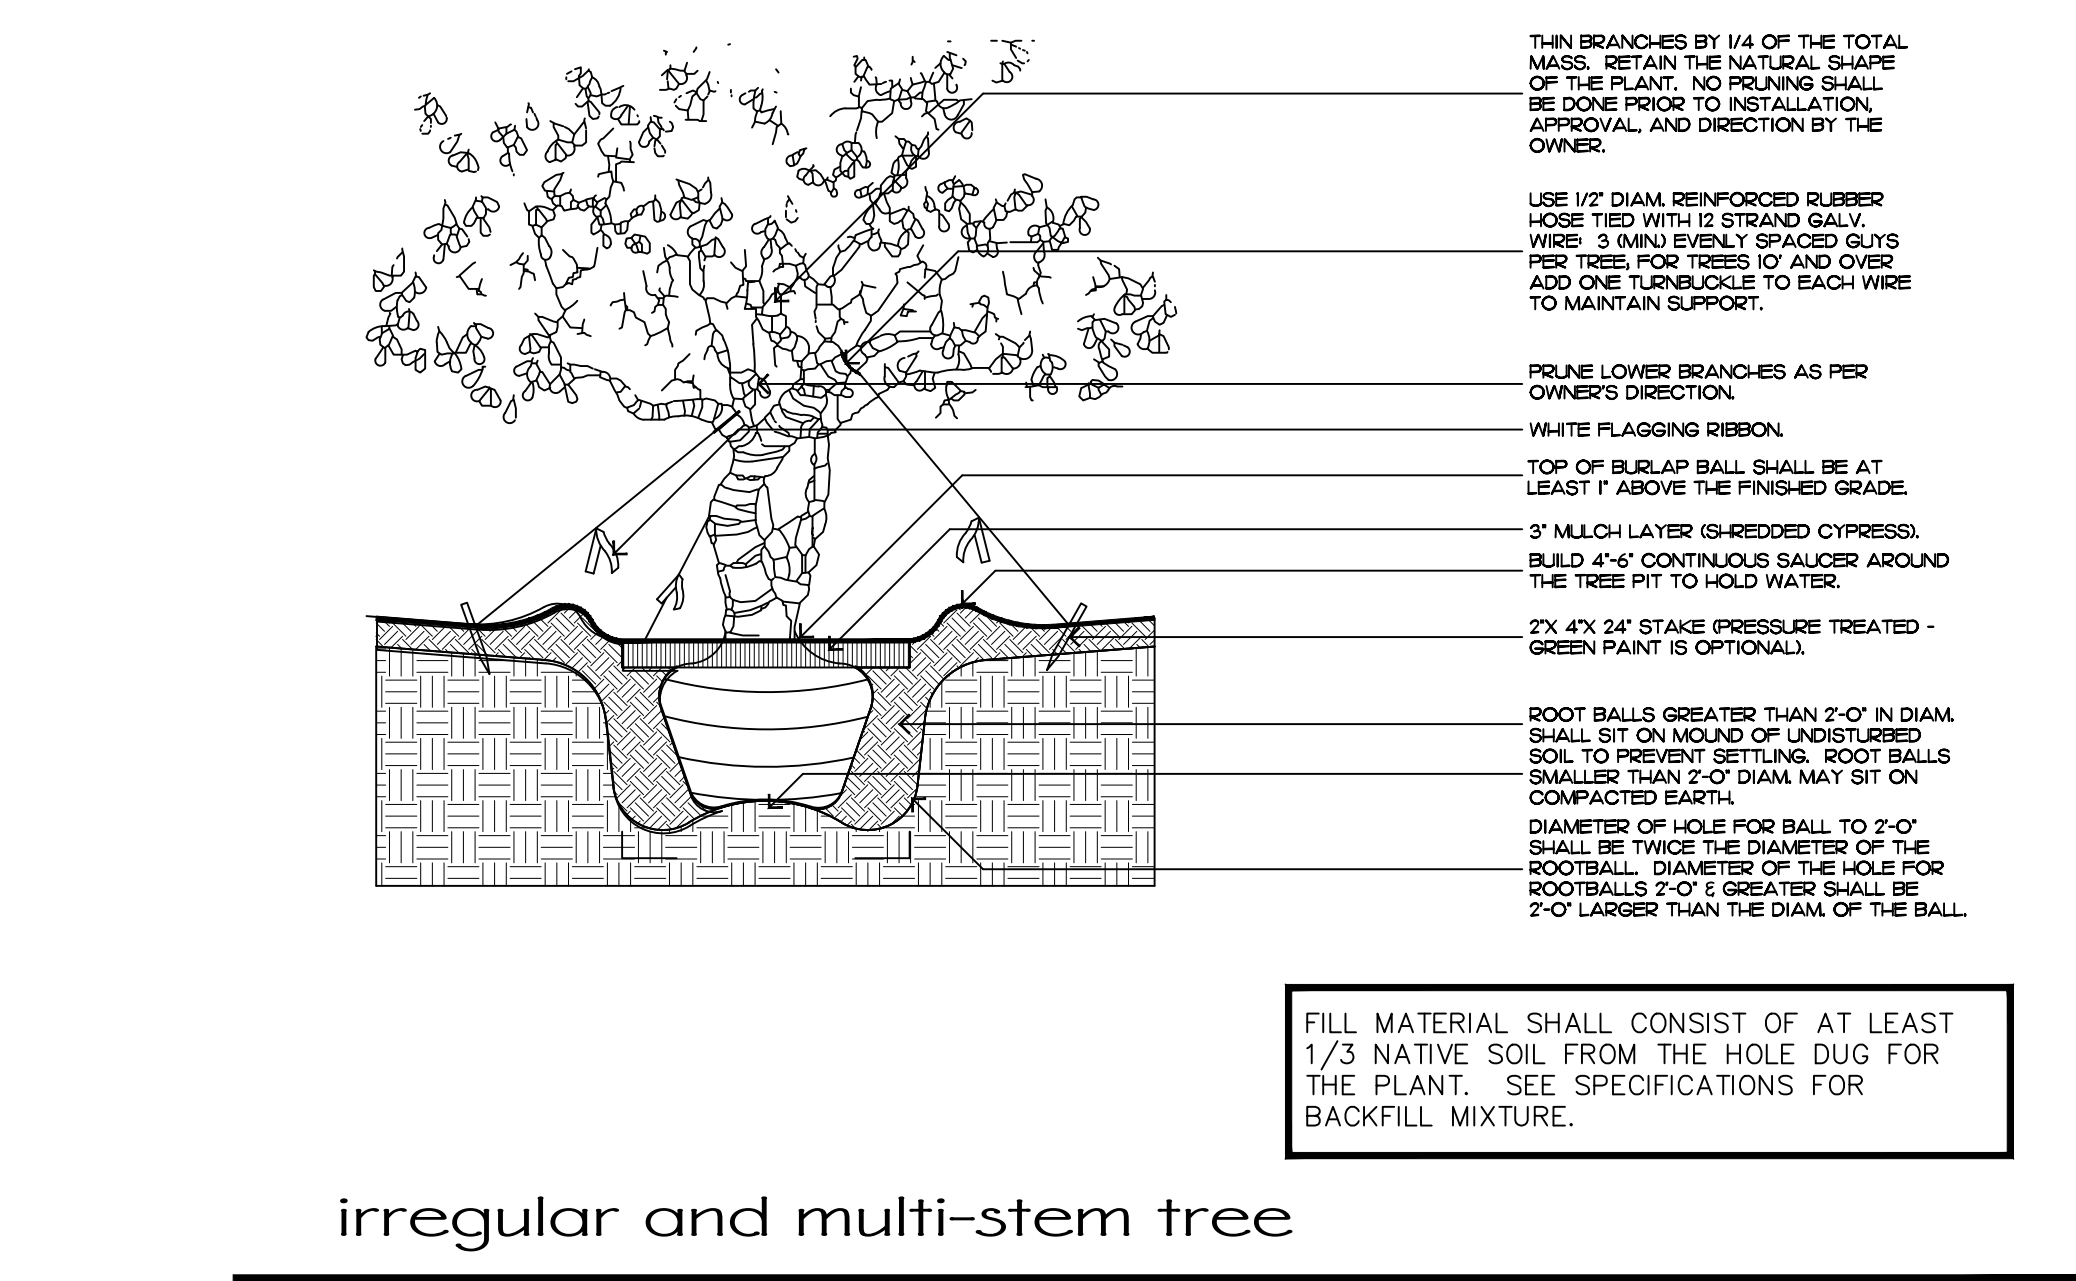 THIN BRANCHES BY 1/4 OF THE TOTAL
MASS. RETAIN THE NATURAL SHAPE
OF THE PLANT. NO PRUNING SHALL
BE DONE PRIOR TO INSTALLATION,
APPROVAL, AND DIRECTION BY THE
OWNER.
USE 1/2" DIAM. REINFORCED RUBBER
HOSE TIED WITH 12 STRAND GALV.
WIRE: 3 (MIN.) EVENLY SPACED GUYS
PER TREE; FOR TREES 10' AND OVER
ADD ONE TURNBUCKLE TO EACH WIRE
TO MAINTAIN SUPPORT.
PRUNE LOWER BRANCHES AS PER
OWNER'S DIRECTION.
WHITE FLAGGING RIBBON.
TOP OF BURLAP BALL SHALL BE AT
LEAST 1" ABOVE THE FINISHED GRADE.
3" MULCH LAYER (SHREDDED CYPRESS).
BUILD 4"-6" CONTINUOUS SAUCER AROUND
THE TREE PIT TO HOLD WATER.
2"X 4"X 24" STAKE (PRESSURE TREATED -
GREEN PAINT IS OPTIONAL).
ROOT BALLS GREATER THAN 2'-0" IN DIAM.
SHALL SIT ON MOUND OF UNDISTURBED
SOIL TO PREVENT SETTLING. ROOT BALLS
SMALLER THAN 2'-0" DIAM. MAY SIT ON
COMPACTED EARTH.
DIAMETER OF HOLE FOR BALL TO 2'-0"
SHALL BE TWICE THE DIAMETER OF THE
ROOTBALL. DIAMETER OF THE HOLE FOR
ROOTBALLS 2'-0" & GREATER SHALL BE
2'-0" LARGER THAN THE DIAM. OF THE BALL.
FILL MATERIAL SHALL CONSIST OF AT LEAST
1/3 NATIVE SOIL FROM THE HOLE DUG FOR
THE PLANT. SEE SPECIFICATIONS FOR
BACKFILL MIXTURE.
irregular and multi-stem tree